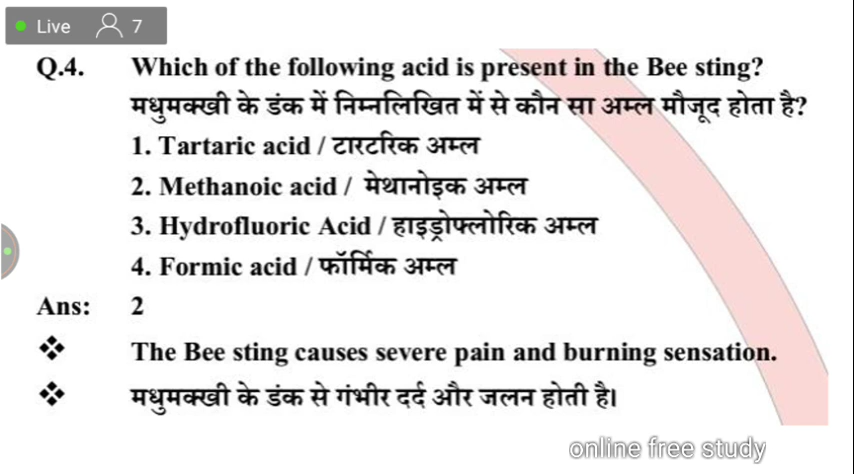 Live 7
Q.4. Which of the following acid is present in the Bee sting?
मधुमक्खी के डंक में निम्नलिखित में से कौन सा अम्ल मौजूद होता है?
1. Tartaric acid / टारटरिक अम्ल
2. Methanoic acid / मेथानोइक अम्ल
3. Hydrofluoric Acid / हाइड्रोफ्लोरिक अम्ल
4. Formic acid / फॉर्मिक अम्ल
Ans: 2
❖ The Bee sting causes severe pain and burning sensation.
❖ मधुमक्खी के डंक से गंभीर दर्द और जलन होती है।
online free study